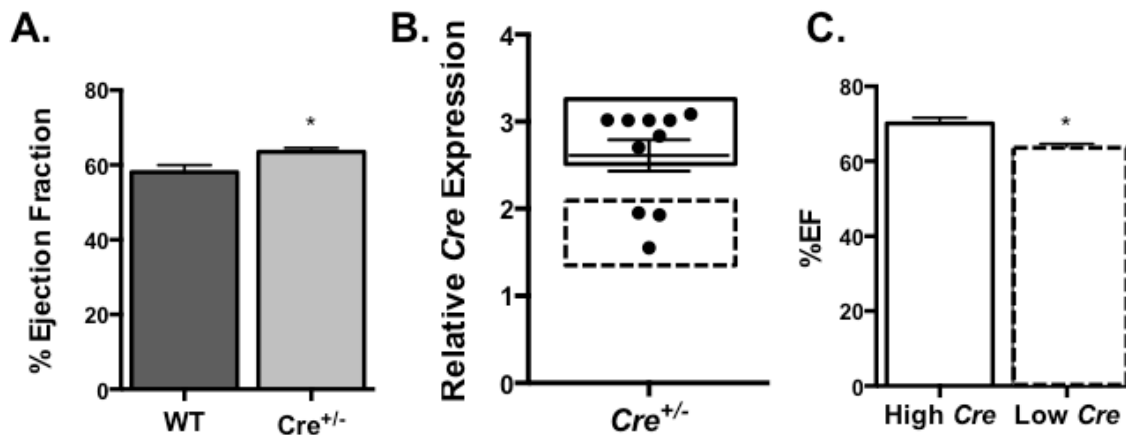 A.
% Ejection Fraction
80
60
40
20
0
*
WT
Cre+/-
B.
Relative Cre Expression
4
3
2
1
0
Cre+/-
C.
%EF
80
60
40
20
0
*
High Cre
Low Cre